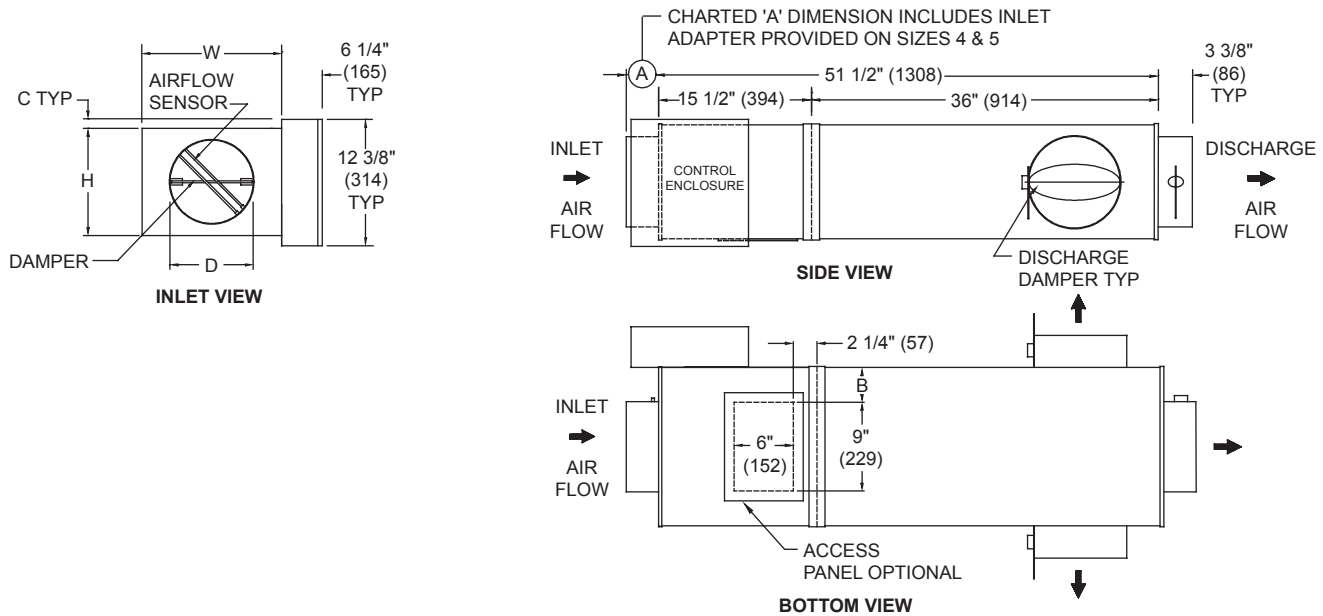 W
6 1/4"
(165)
TYP
AIRFLOW
SENSOR
C TYP
H
12 3/8"
(314)
TYP
DAMPER
D
INLET VIEW
CHARTED 'A' DIMENSION INCLUDES INLET
ADAPTER PROVIDED ON SIZES 4 & 5
A
51 1/2" (1308)
3 3/8"
(86)
TYP
15 1/2" (394)
36" (914)
INLET
AIR
FLOW
CONTROL
ENCLOSURE
DISCHARGE
AIR
FLOW
DISCHARGE
DAMPER TYP
SIDE VIEW
2 1/4" (57)
B
INLET
AIR
FLOW
6"
(152)
9"
(229)
ACCESS
PANEL OPTIONAL
BOTTOM VIEW